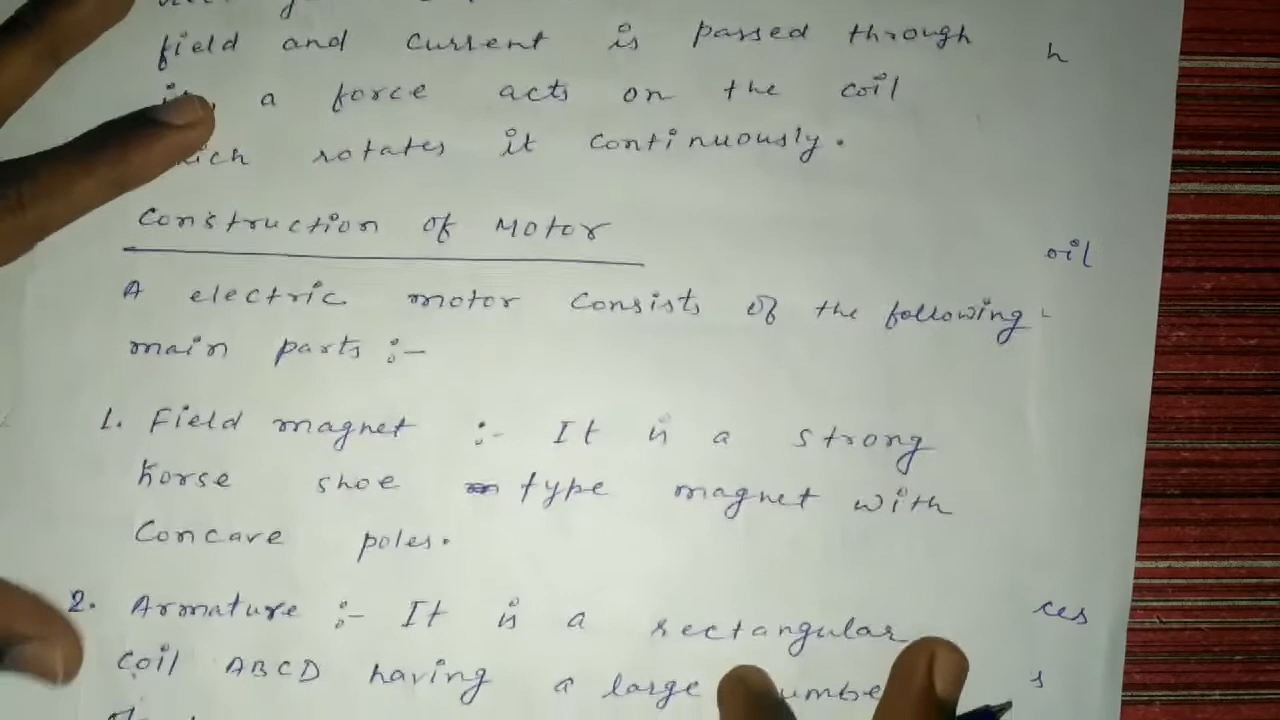 field and current is passed through
a force acts on the coil
rotates it continuously.
Construction of Motor
A electric motor consists of the following
main parts :-
1. Field magnet :- It is a strong
horse shoe type magnet with
Concave poles.
2. Armature :- It is a rectangular
coil ABCD having a large
h
oil
ces
s